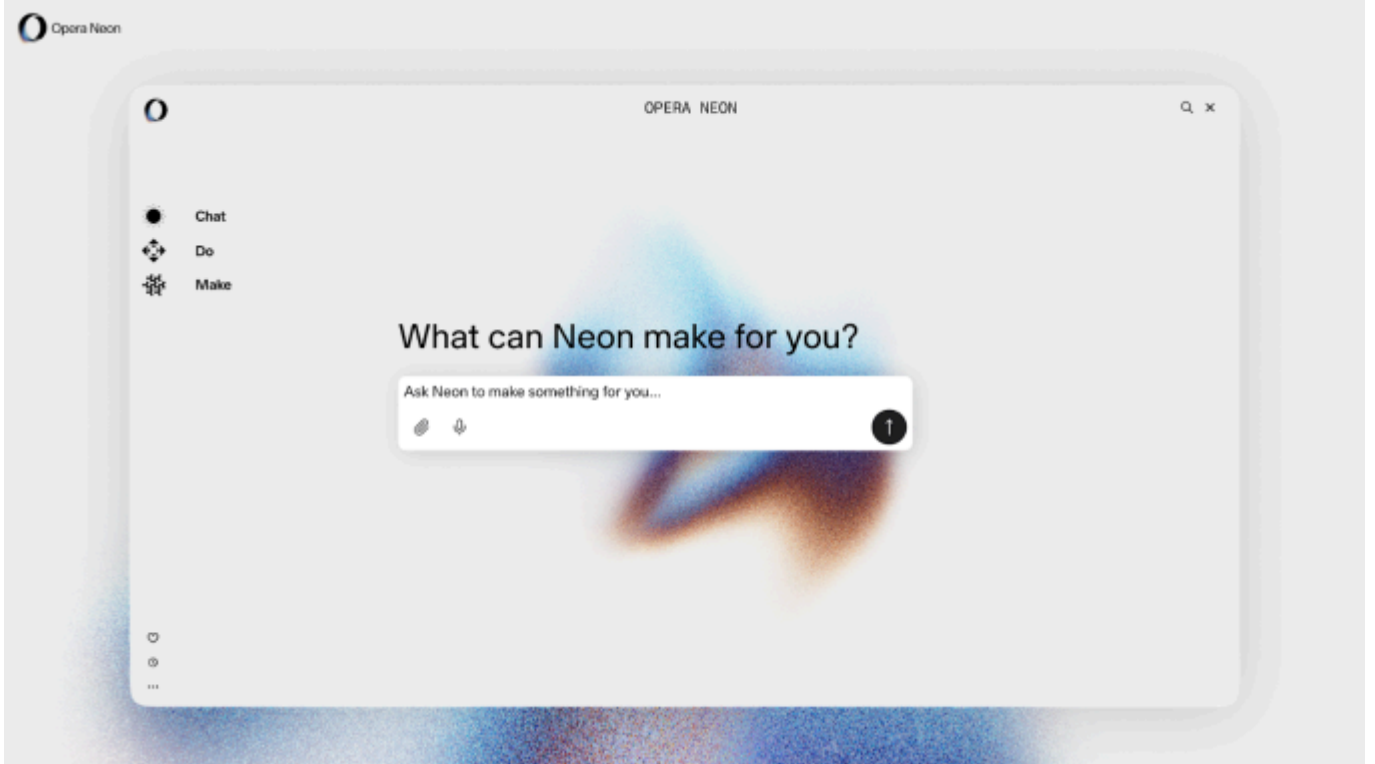 Opera Neon
OPERA NEON
Chat
Do
Make
What can Neon make for you?
Ask Neon to make something for you...